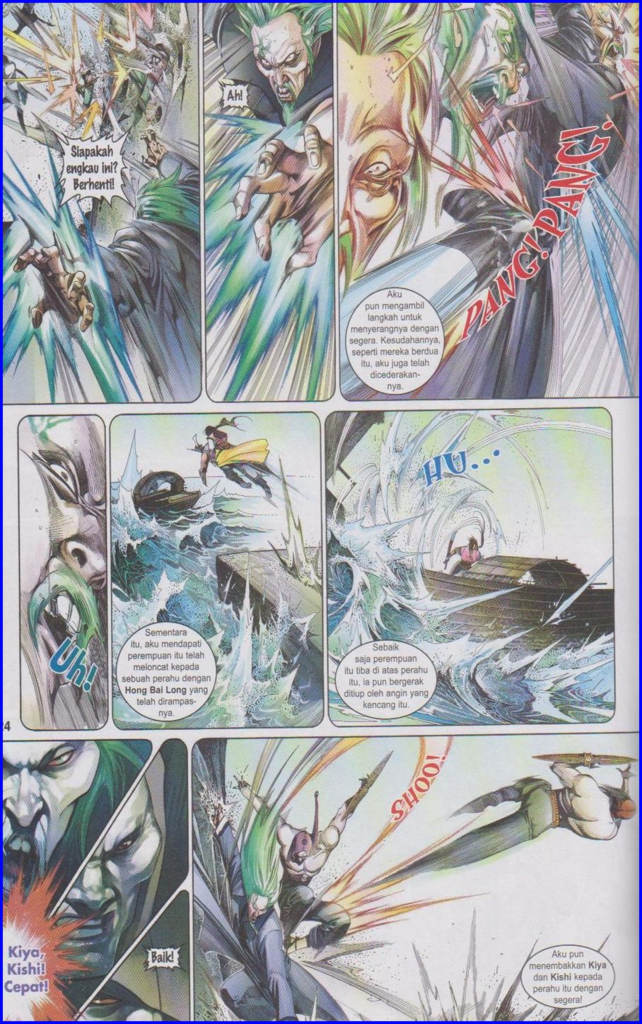 Siapakah
engkau ini?
Berhenti!
Ah!
PANG! PANG!
Aku
pun mengambil
langkah untuk
menyerangnya dengan
segera. Kesudahannya,
seperti mereka berdua
itu, aku juga telah
dicederakan-
nya.
Uh!
Sementara
itu, aku mendapati
perempuan itu telah
meloncat kepada
sebuah perahu dengan
Hong Bai Long yang
telah dirampas-
nya.
HU...
Sebaik
saja perempuan
itu tiba di atas perahu
itu, ia pun bergerak
ditiup oleh angin yang
kencang itu.
4
Kiya,
Kishi!
Cepat!
Baik!
SHOO!
Aku pun
menembakkan Kiya
dan Kishi kepada
perahu itu dengan
segera!